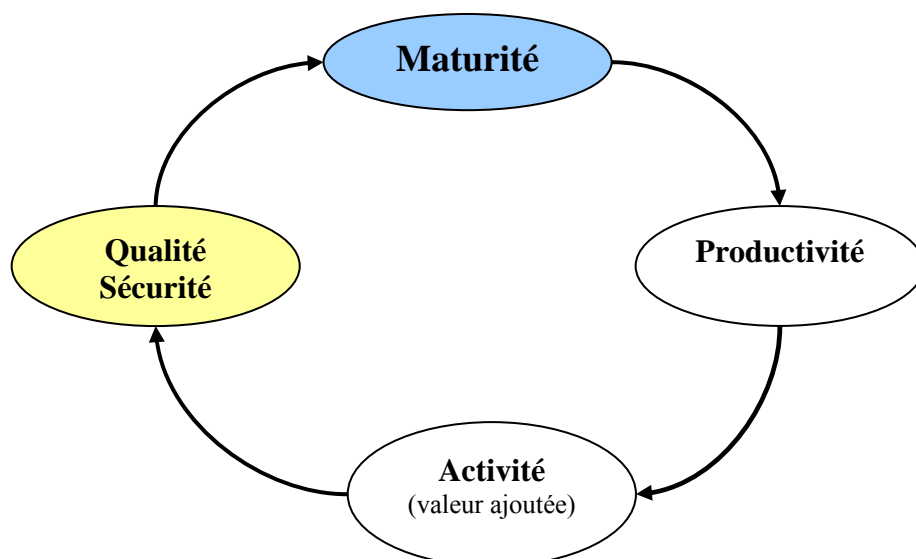 Maturité
Productivité
Activité
(valeur ajoutée)
Qualité
Sécurité